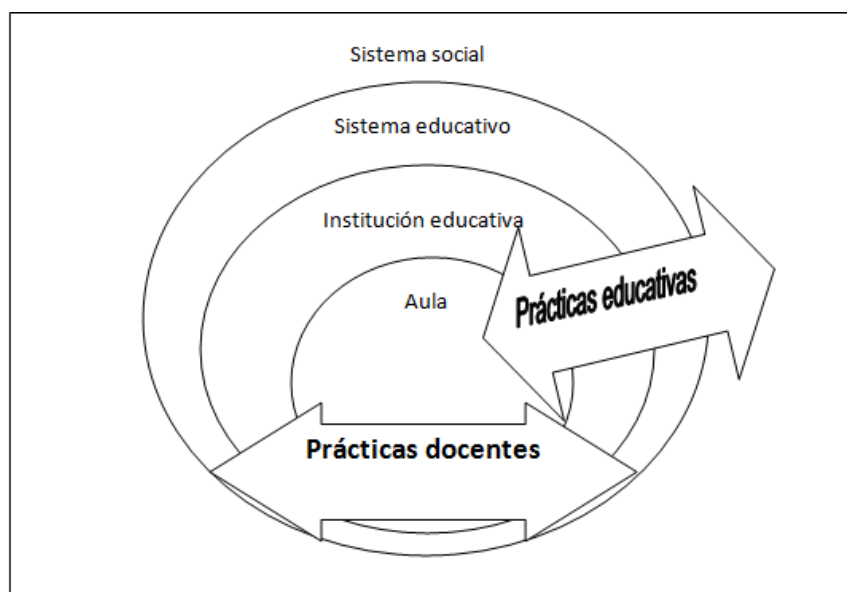 Sistema social
Sistema educativo
Institución educativa
Aula
Prácticas educativas
Prácticas docentes